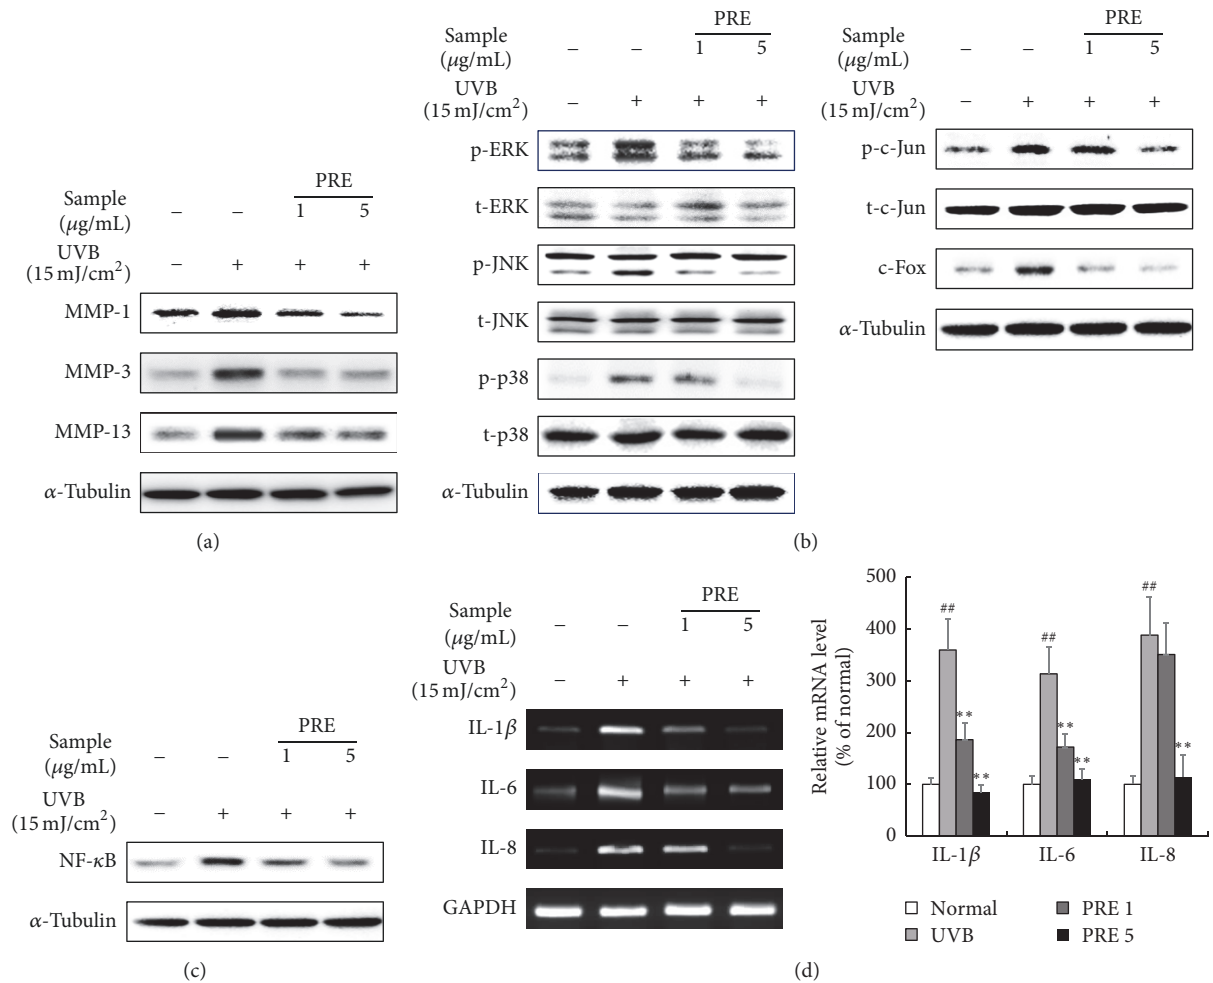 PRE
Sample
(μg/mL)
− − 1 5
UVB
(15 mJ/cm²)
− + + +
MMP-1
MMP-3
MMP-13
α-Tubulin
(a)
PRE
Sample
(μg/mL)
− − 1 5
UVB
(15 mJ/cm²)
− + + +
p-ERK
t-ERK
p-JNK
t-JNK
p-p38
t-p38
α-Tubulin
PRE
Sample
(μg/mL)
− − 1 5
UVB
(15 mJ/cm²)
− + + +
p-c-Jun
t-c-Jun
c-Fox
α-Tubulin
(b)
PRE
Sample
(μg/mL)
− − 1 5
UVB
(15 mJ/cm²)
− + + +
NF-κB
α-Tubulin
(c)
PRE
Sample
(μg/mL)
− − 1 5
UVB
(15 mJ/cm²)
− + + +
IL-1β
IL-6
IL-8
GAPDH
Relative mRNA level
(% of normal)
500
400
300
200
100
0
## ** **
## ** **
## **
IL-1β IL-6 IL-8
Normal PRE 1
UVB PRE 5
(d)